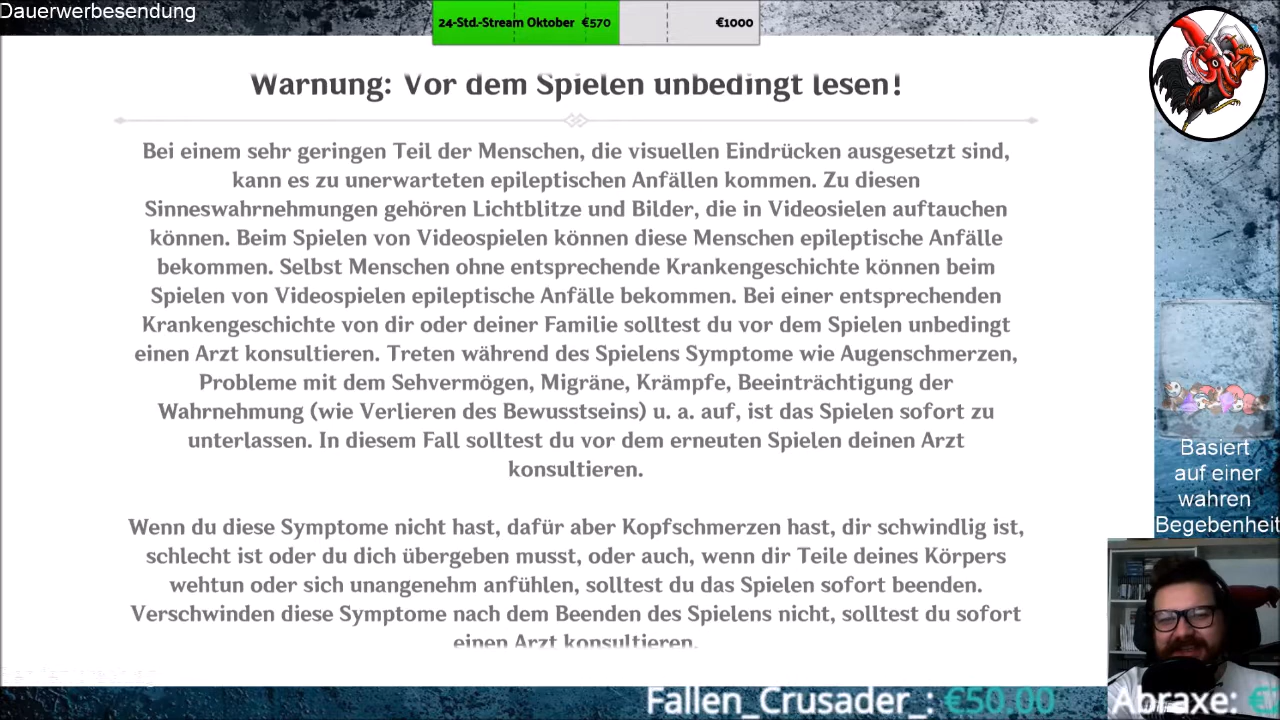 Dauerwerbesendung
24-Std.-Stream Oktober €570
€1000
Warnung: Vor dem Spielen unbedingt lesen!
Bei einem sehr geringen Teil der Menschen, die visuellen Eindrücken ausgesetzt sind,
kann es zu unerwarteten epileptischen Anfällen kommen. Zu diesen
Sinneswahrnehmungen gehören Lichtblitze und Bilder, die in Videosielen auftauchen
können. Beim Spielen von Videospielen können diese Menschen epileptische Anfälle
bekommen. Selbst Menschen ohne entsprechende Krankengeschichte können beim
Spielen von Videospielen epileptische Anfälle bekommen. Bei einer entsprechenden
Krankengeschichte von dir oder deiner Familie solltest du vor dem Spielen unbedingt
einen Arzt konsultieren. Treten während des Spielens Symptome wie Augenschmerzen,
Probleme mit dem Sehvermögen, Migräne, Krämpfe, Beeinträchtigung der
Wahrnehmung (wie Verlieren des Bewusstseins) u. a. auf, ist das Spielen sofort zu
unterlassen. In diesem Fall solltest du vor dem erneuten Spielen deinen Arzt
konsultieren.
Wenn du diese Symptome nicht hast, dafür aber Kopfschmerzen hast, dir schwindlig ist,
schlecht ist oder du dich übergeben musst, oder auch, wenn dir Teile deines Körpers
wehtun oder sich unangenehm anfühlen, solltest du das Spielen sofort beenden.
Verschwinden diese Symptome nach dem Beenden des Spielens nicht, solltest du sofort
einen Arzt konsultieren.
Basiert
auf einer
wahren
Begebenheit
Fallen_Crusader_: €50.00
Abraxe: €